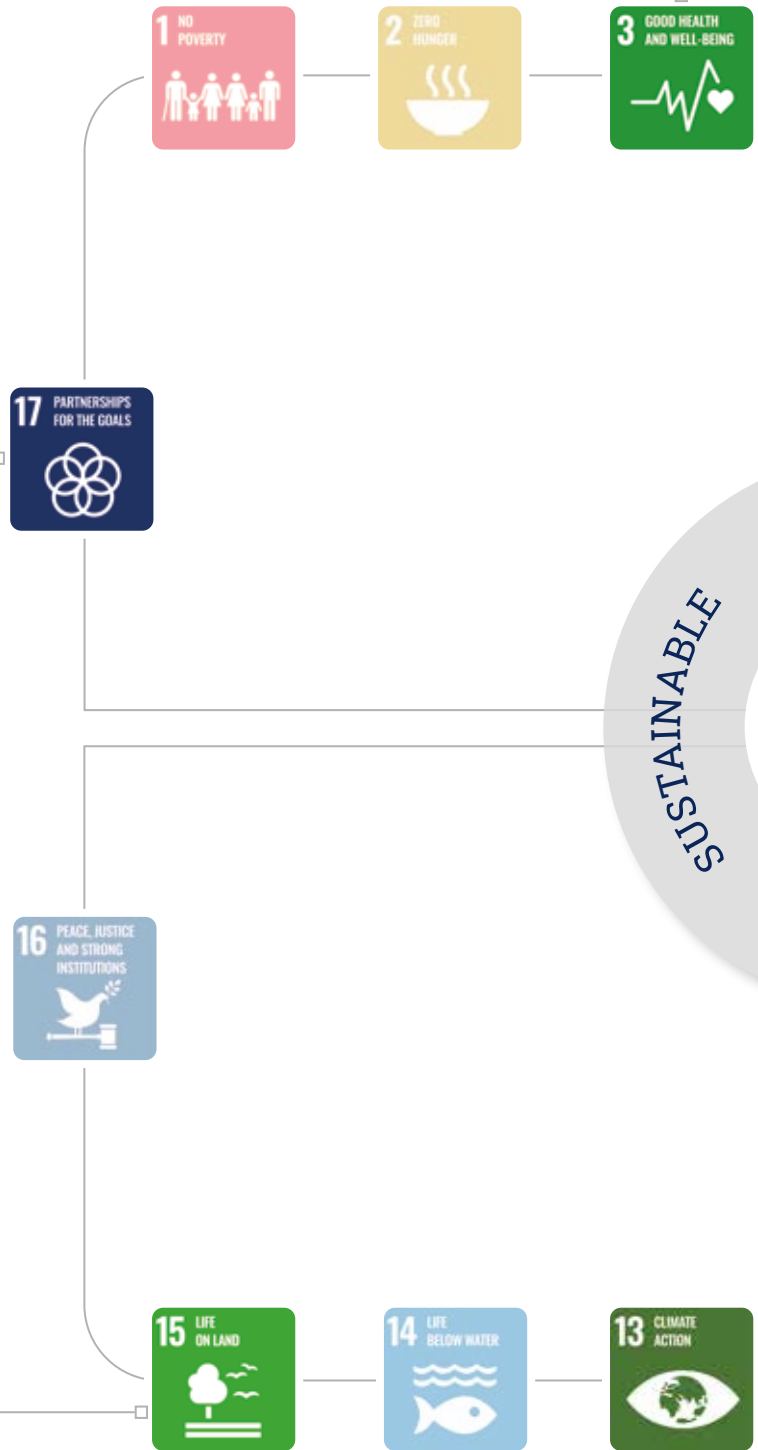 1 NO
POVERTY
2 ZERO
HUNGER
3 GOOD HEALTH
AND WELL-BEING
17 PARTNERSHIPS
FOR THE GOALS
SUSTAINABLE
16 PEACE, JUSTICE
AND STRONG
INSTITUTIONS
15 LIFE
ON LAND
14 LIFE
BELOW WATER
13 CLIMATE
ACTION